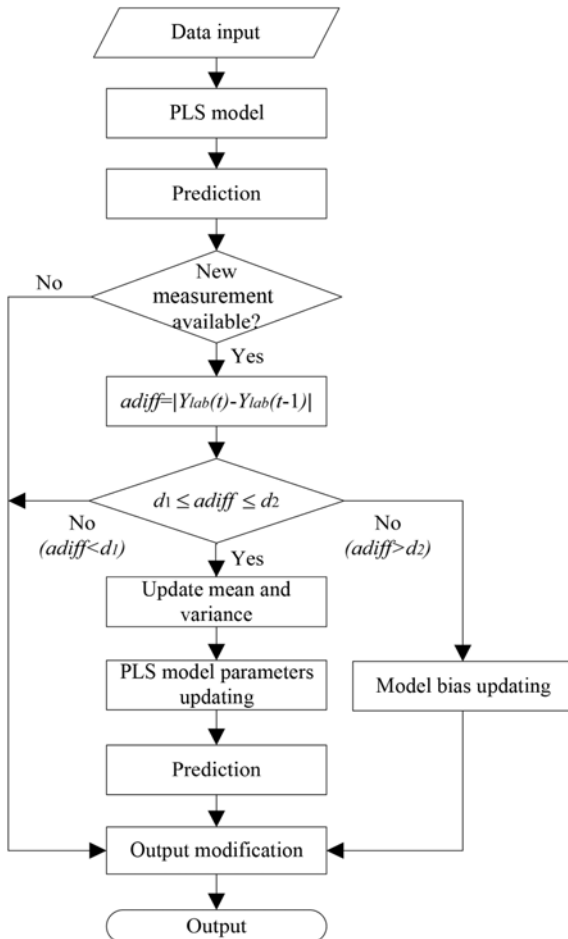 Data input
PLS model
Prediction
No
New
measurement
available?
Yes
adiff=|Ylab(t)-Ylab(t-1)|
d1 ≤ adiff ≤ d2
No
(adiff<d1)
No
(adiff>d2)
Yes
Update mean and
variance
PLS model parameters
updating
Model bias updating
Prediction
Output modification
Output